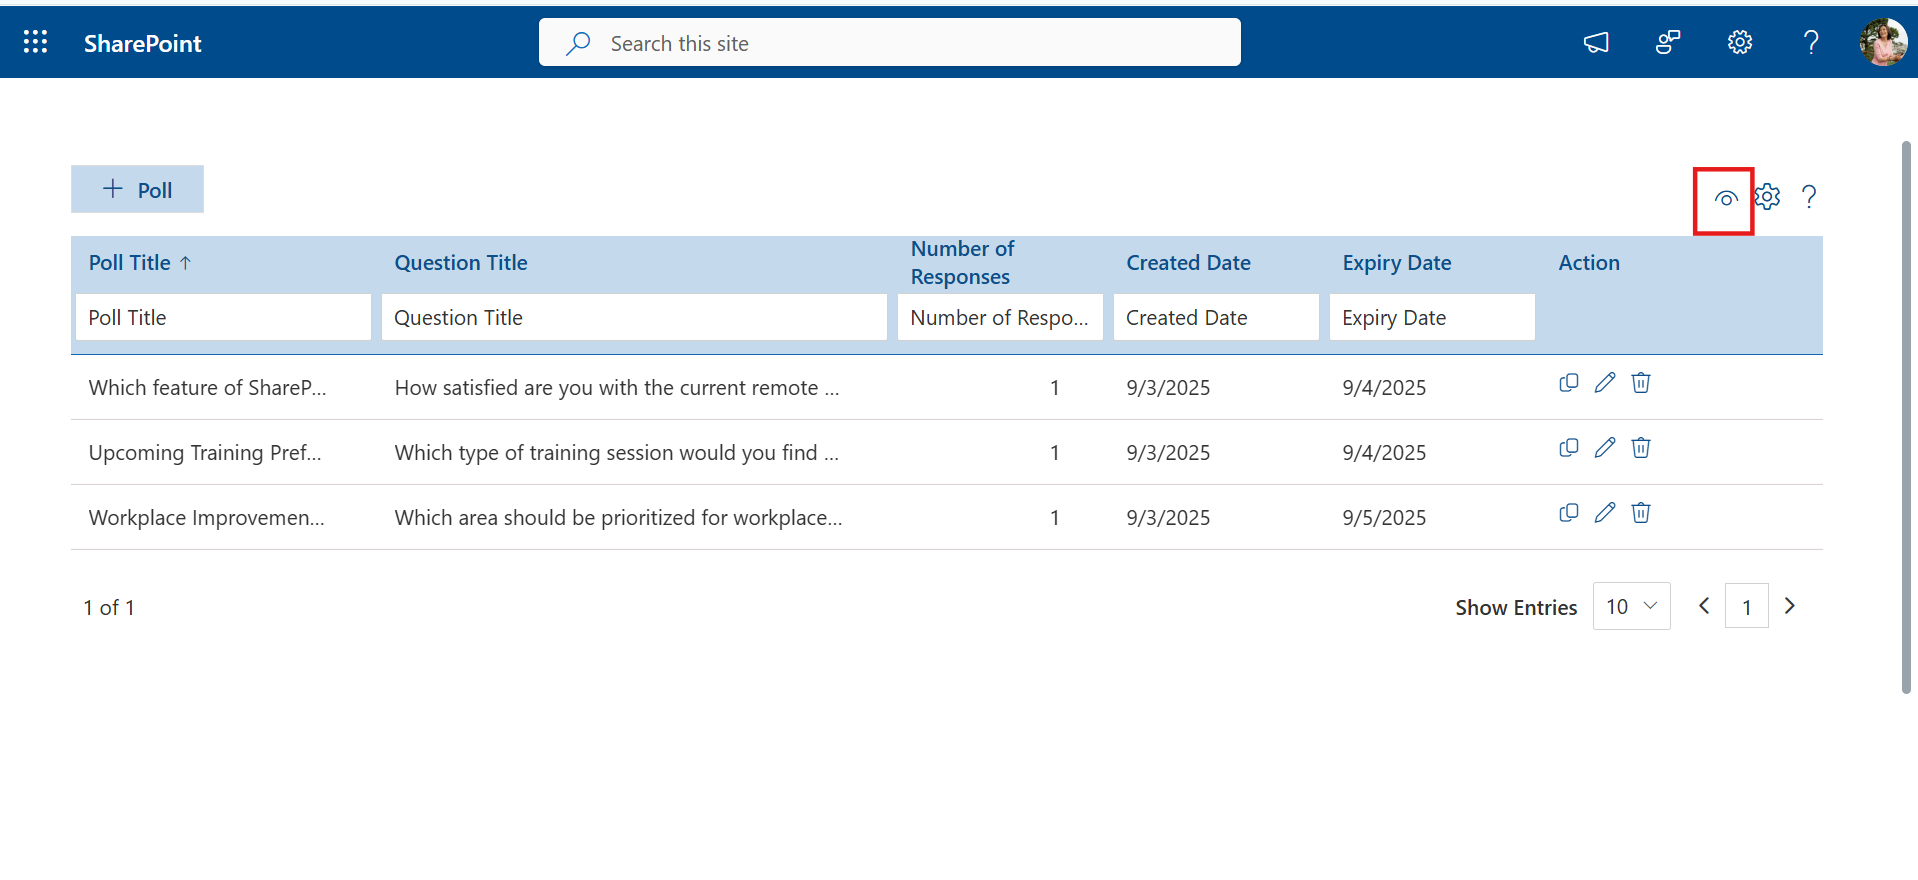 SharePoint
Search this site
Poll
Poll Title ↑
Question Title
Number of
Responses
Created Date
Expiry Date
Action
Poll Title
Question Title
Number of Respo...
Created Date
Expiry Date
Which feature of ShareP... How satisfied are you with the current remote ... 1 9/3/2025 9/4/2025
Upcoming Training Pref... Which type of training session would you find ... 1 9/3/2025 9/4/2025
Workplace Improvemen... Which area should be prioritized for workplace... 1 9/3/2025 9/5/2025
1 of 1
Show Entries 10 1